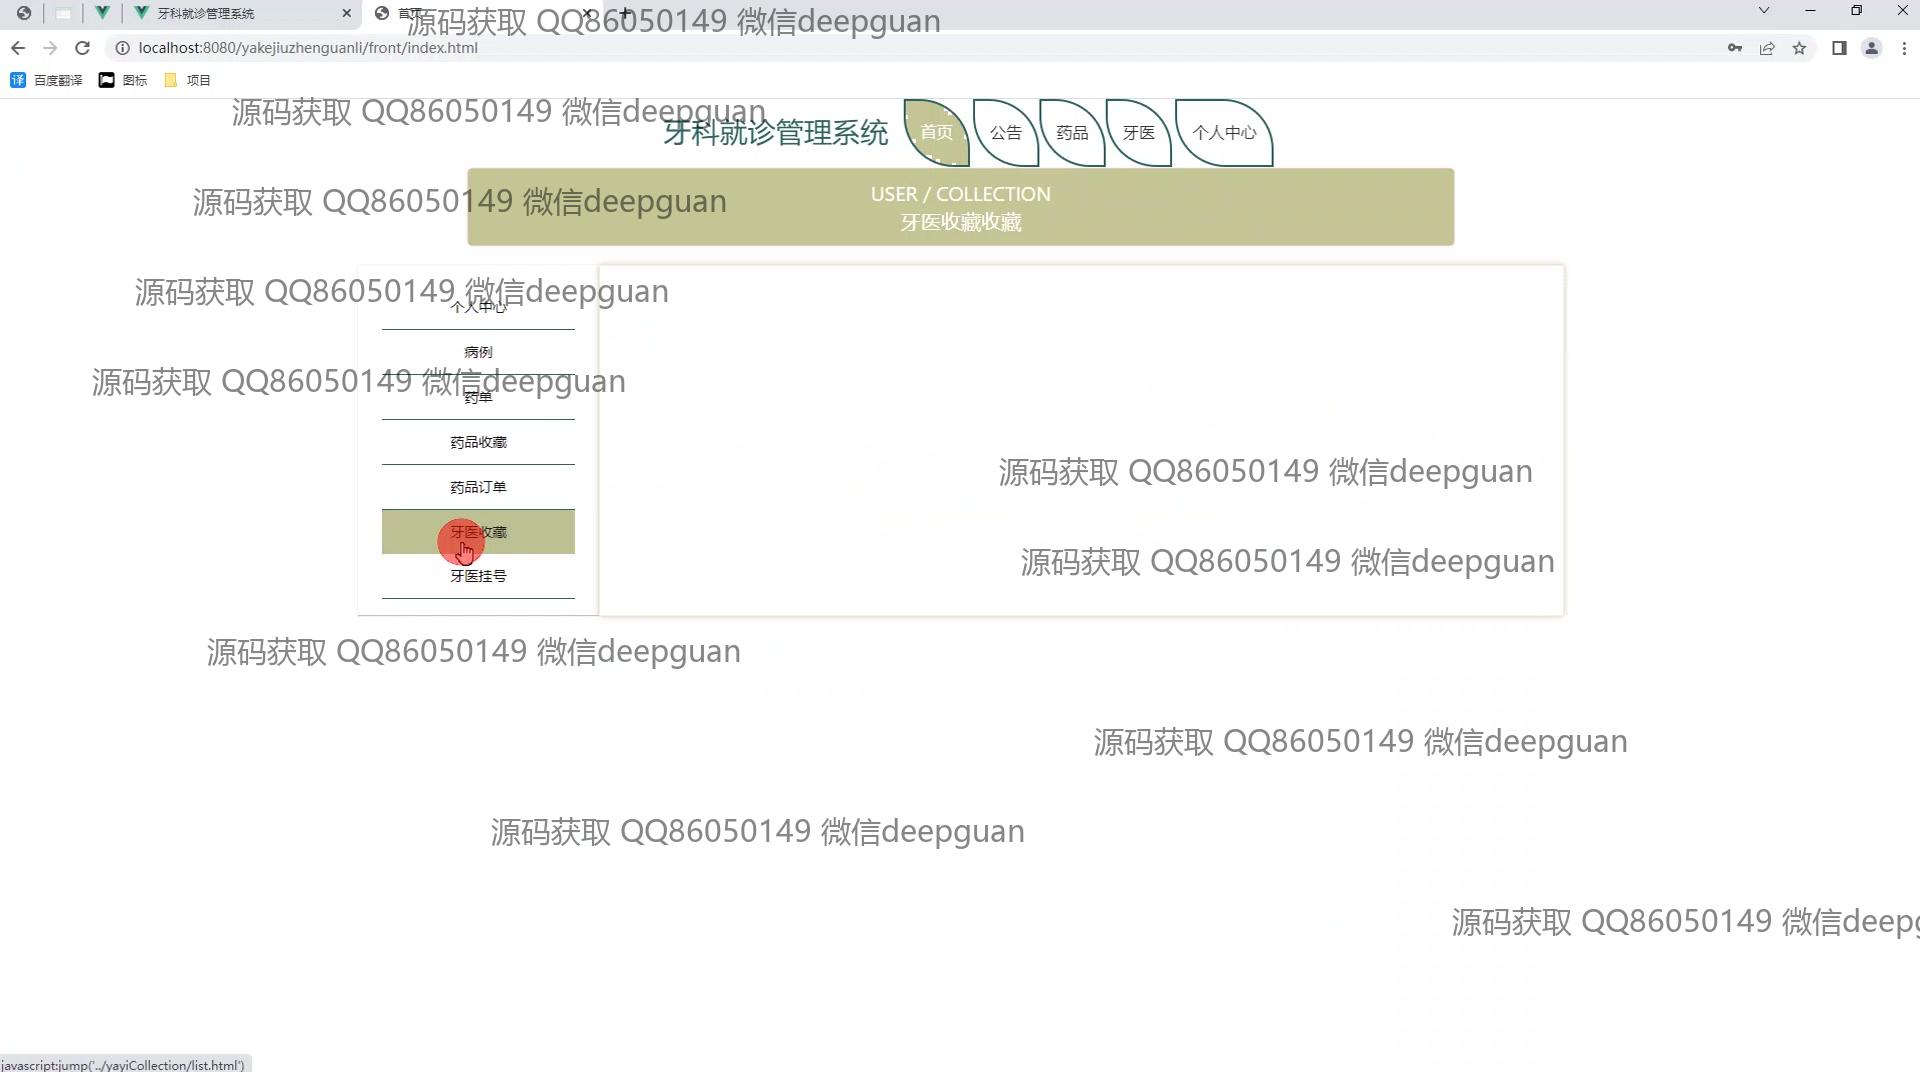 牙科就诊管理系统
首页
源码获取 QQ86050149 微信deepguan
localhost:8080/yakejiuzhenguanli/front/index.html
百度翻译
图标
项目
源码获取 QQ86050149 微信deepguan
牙科就诊管理系统
首页
公告
药品
牙医
个人中心
源码获取 QQ86050149 微信deepguan
USER / COLLECTION
牙医收藏收藏
源码获取 QQ86050149 微信deepguan
个人中心
病例
源码获取 QQ86050149 微信deepguan
药单
药品收藏
源码获取 QQ86050149 微信deepguan
药品订单
牙医收藏
源码获取 QQ86050149 微信deepguan
牙医挂号
源码获取 QQ86050149 微信deepguan
源码获取 QQ86050149 微信deepguan
源码获取 QQ86050149 微信deepguan
源码获取 QQ86050149 微信deep
javascript:jump('../yayiCollection/list.html')